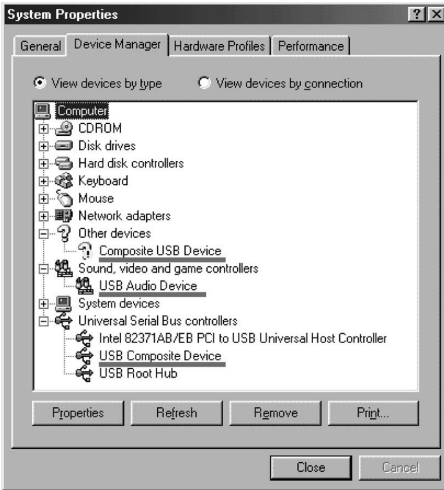 System Properties
General Device Manager Hardware Profiles Performance
View devices by type View devices by connection
Computer
CDROM
Disk drives
Hard disk controllers
Keyboard
Mouse
Network adapters
Other devices
Composite USB Device
Sound, video and game controllers
USB Audio Device
System devices
Universal Serial Bus controllers
Intel 82371AB/EB PCI to USB Universal Host Controller
USB Composite Device
USB Root Hub
Properties Refresh Remove Print...
Close Cancel